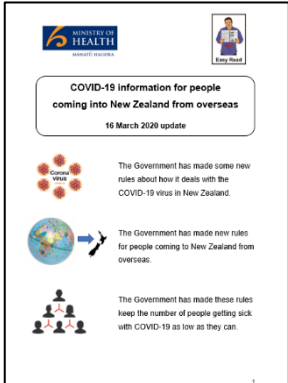 MINISTRY OF
HEALTH
MANATŪ HAUORA
Easy Read
COVID-19 information for people
coming into New Zealand from overseas
16 March 2020 update
Corona
virus
The Government has made some new
rules about how it deals with the
COVID-19 virus in New Zealand.
The Government has made new rules
for people coming to New Zealand from
overseas.
The Government has made these rules
keep the number of people getting sick
with COVID-19 as low as they can.